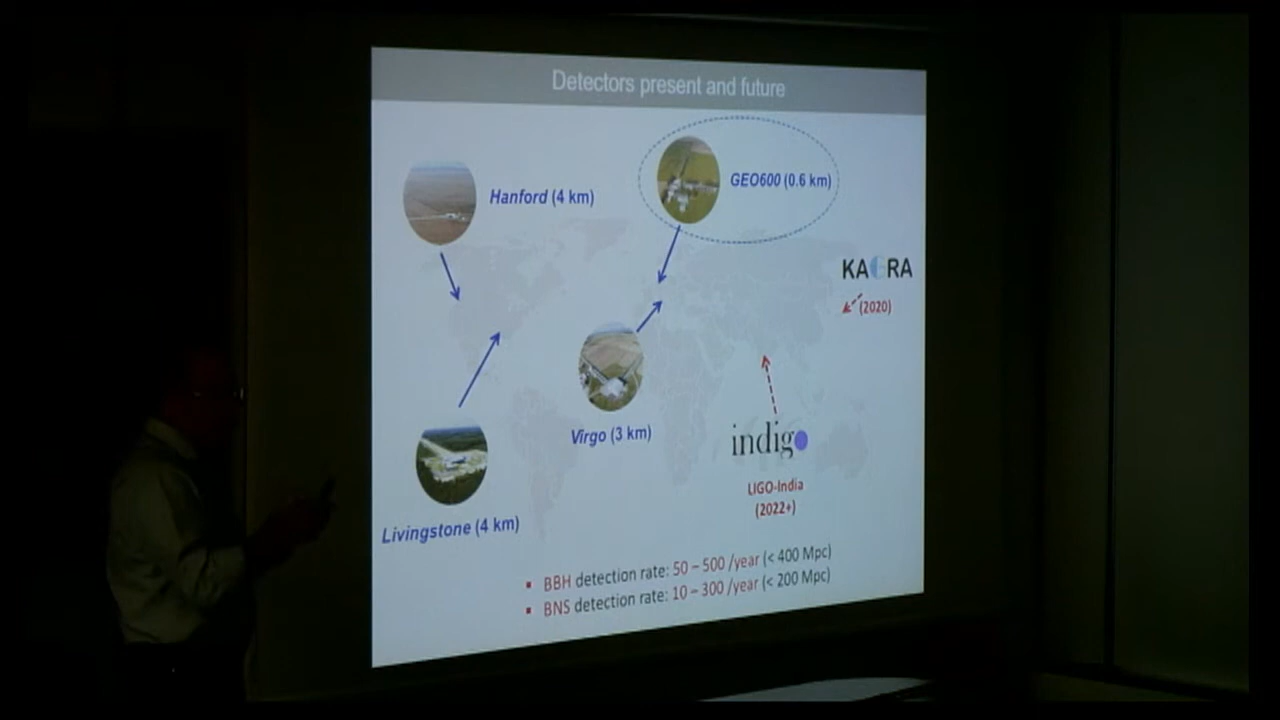 Detectors present and future
Hanford (4 km)
GEO600 (0.6 km)
KAGRA
(2020)
Virgo (3 km)
indigo
LIGO-India
(2022+)
Livingstone (4 km)
▪ BBH detection rate: 50 – 500 /year (< 400 Mpc)
▪ BNS detection rate: 10 – 300 /year (< 200 Mpc)